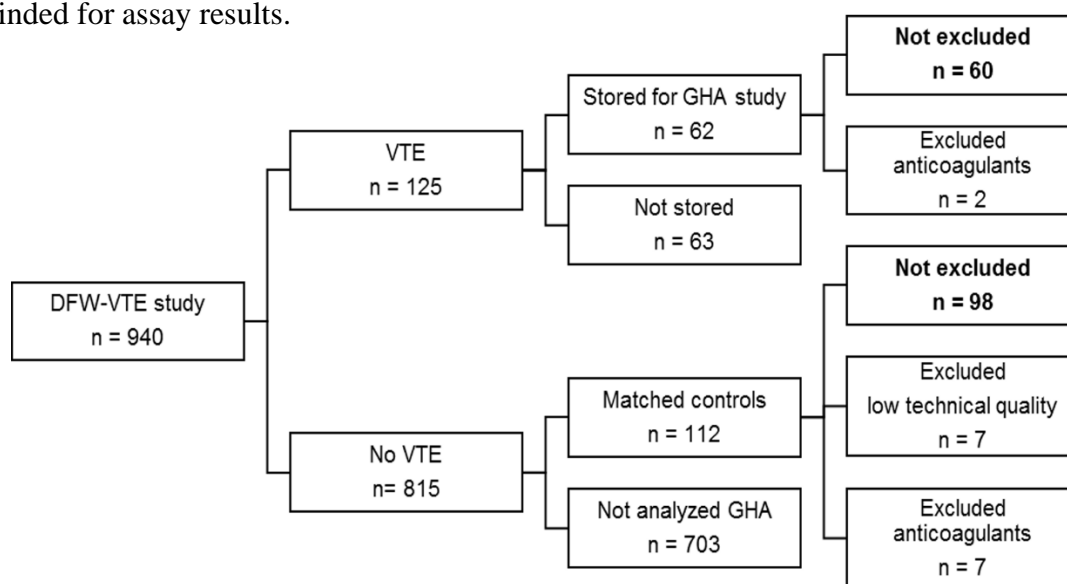 inded for assay results.
Not excluded
n = 60
Stored for GHA study
n = 62
Excluded
anticoagulants
n = 2
VTE
n = 125
Not stored
n = 63
Not excluded
n = 98
DFW-VTE study
n = 940
Excluded
low technical quality
n = 7
Matched controls
n = 112
No VTE
n= 815
Not analyzed GHA
n = 703
Excluded
anticoagulants
n = 7